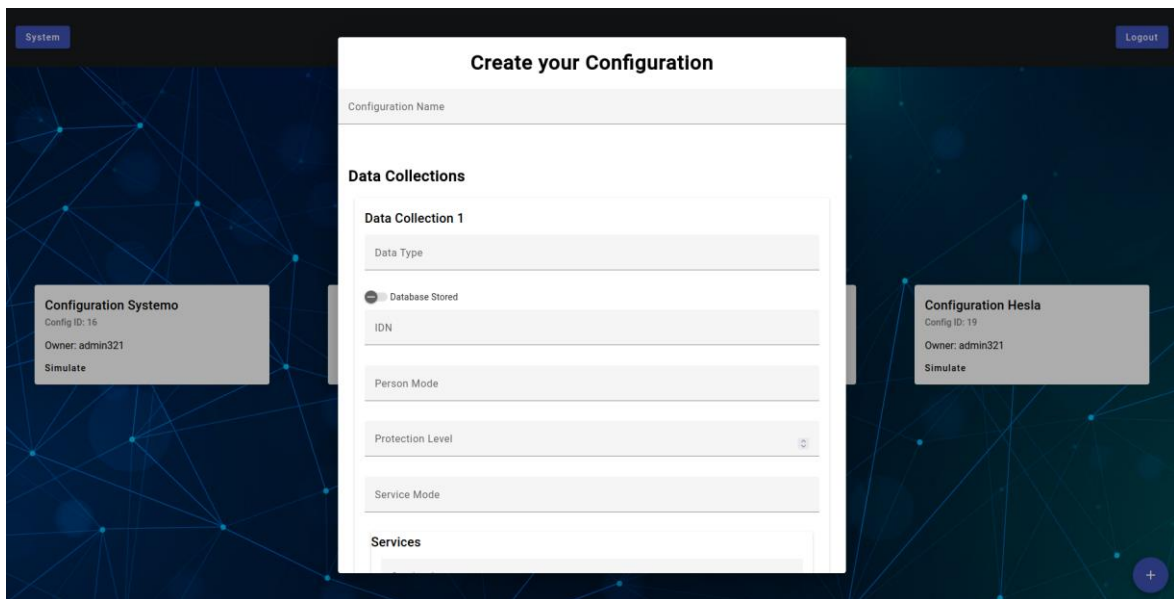 System
Logout
Create your Configuration
Configuration Name
Data Collections
Data Collection 1
Data Type
Database Stored
IDN
Person Mode
Protection Level
Service Mode
Services
Configuration Systemo
Config ID: 16
Owner: admin321
Simulate
Configuration Hesla
Config ID: 19
Owner: admin321
Simulate
+